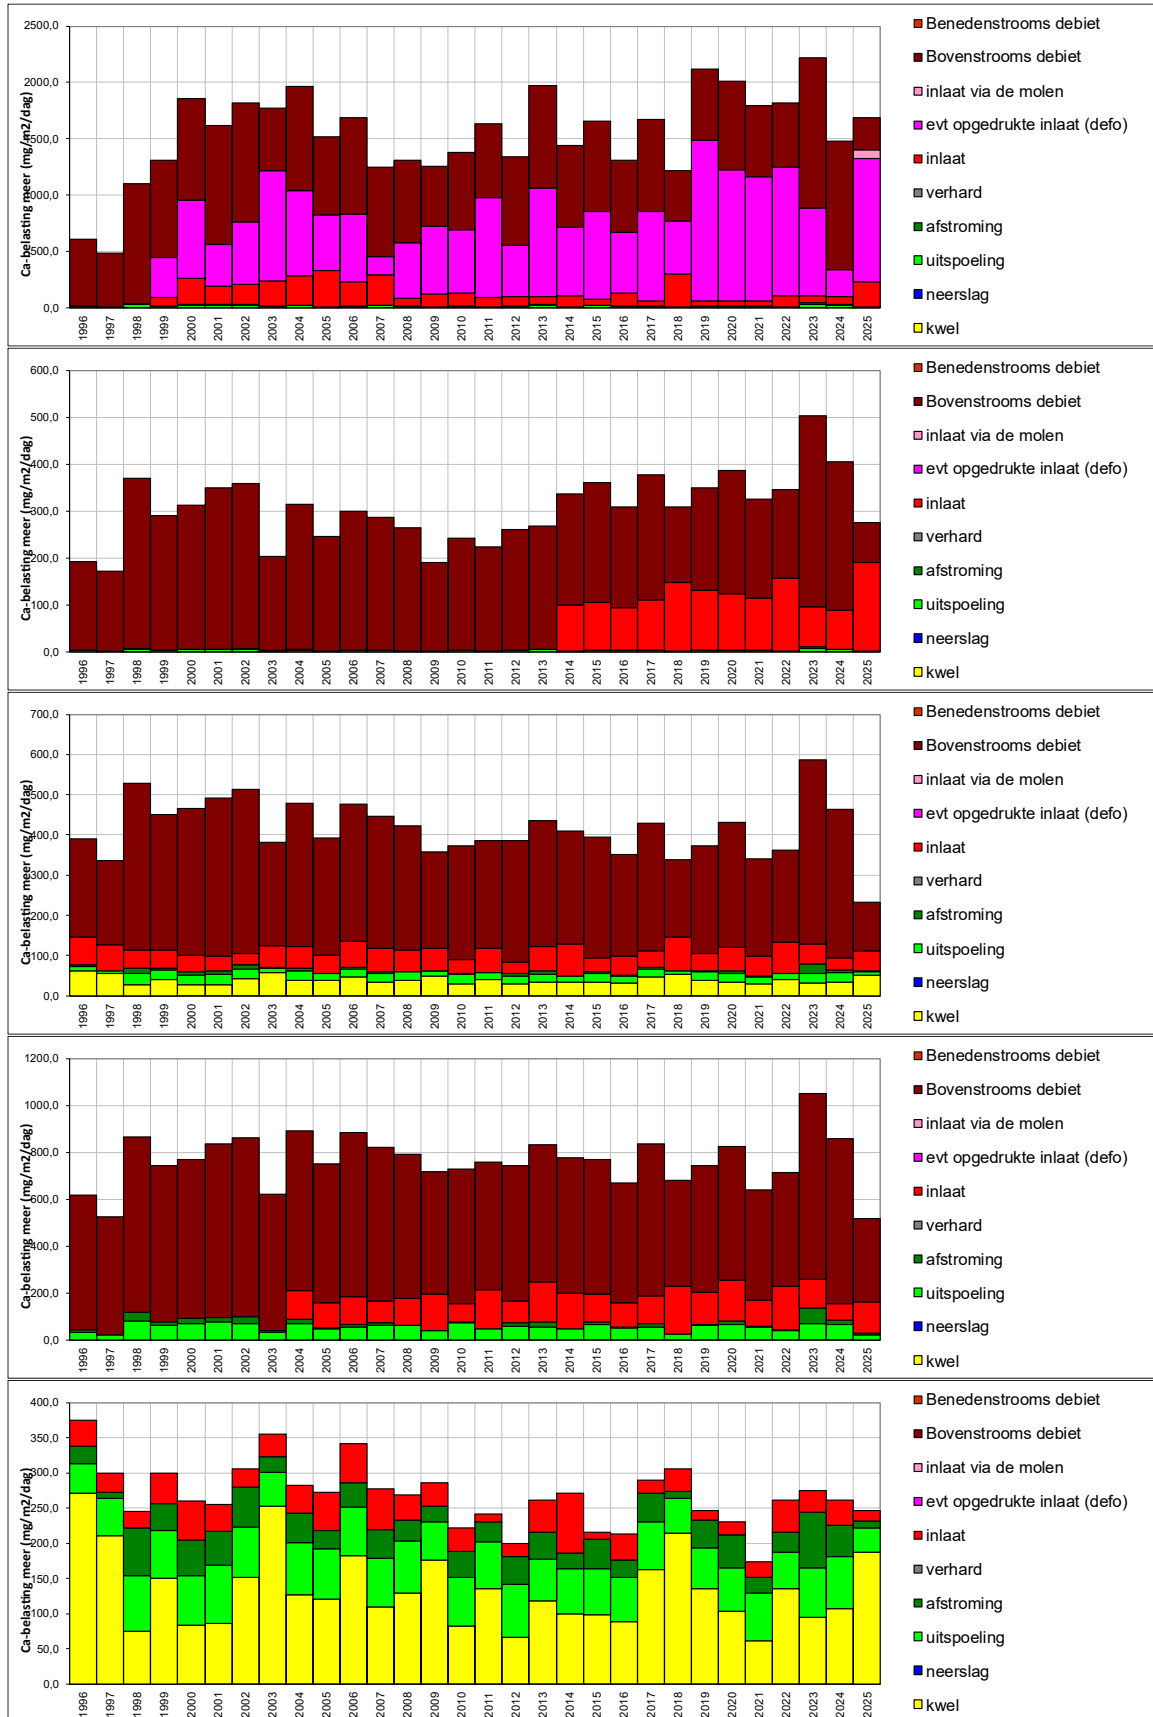 Ca-belasting meer (mg/m2/dag)
2500,0
2000,0
1500,0
1000,0
500,0
0,0
1996 1997 1998 1999 2000 2001 2002 2003 2004 2005 2006 2007 2008 2009 2010 2011 2012 2013 2014 2015 2016 2017 2018 2019 2020 2021 2022 2023 2024 2025
Benedenstrooms debiet
Bovenstrooms debiet
inlaat via de molen
evt opgedrukte inlaat (defo)
inlaat
verhard
afstroming
uitspoeling
neerslag
kwel
Ca-belasting meer (mg/m2/dag)
600,0
500,0
400,0
300,0
200,0
100,0
0,0
1996 1997 1998 1999 2000 2001 2002 2003 2004 2005 2006 2007 2008 2009 2010 2011 2012 2013 2014 2015 2016 2017 2018 2019 2020 2021 2022 2023 2024 2025
Benedenstrooms debiet
Bovenstrooms debiet
inlaat via de molen
evt opgedrukte inlaat (defo)
inlaat
verhard
afstroming
uitspoeling
neerslag
kwel
Ca-belasting meer (mg/m2/dag)
700,0
600,0
500,0
400,0
300,0
200,0
100,0
0,0
1996 1997 1998 1999 2000 2001 2002 2003 2004 2005 2006 2007 2008 2009 2010 2011 2012 2013 2014 2015 2016 2017 2018 2019 2020 2021 2022 2023 2024 2025
Benedenstrooms debiet
Bovenstrooms debiet
inlaat via de molen
evt opgedrukte inlaat (defo)
inlaat
verhard
afstroming
uitspoeling
neerslag
kwel
Ca-belasting meer (mg/m2/dag)
1200,0
1000,0
800,0
600,0
400,0
200,0
0,0
1996 1997 1998 1999 2000 2001 2002 2003 2004 2005 2006 2007 2008 2009 2010 2011 2012 2013 2014 2015 2016 2017 2018 2019 2020 2021 2022 2023 2024 2025
Benedenstrooms debiet
Bovenstrooms debiet
inlaat via de molen
evt opgedrukte inlaat (defo)
inlaat
verhard
afstroming
uitspoeling
neerslag
kwel
Ca-belasting meer (mg/m2/dag)
400,0
350,0
300,0
250,0
200,0
150,0
100,0
50,0
0,0
1996 1997 1998 1999 2000 2001 2002 2003 2004 2005 2006 2007 2008 2009 2010 2011 2012 2013 2014 2015 2016 2017 2018 2019 2020 2021 2022 2023 2024 2025
Benedenstrooms debiet
Bovenstrooms debiet
inlaat via de molen
evt opgedrukte inlaat (defo)
inlaat
verhard
afstroming
uitspoeling
neerslag
kwel